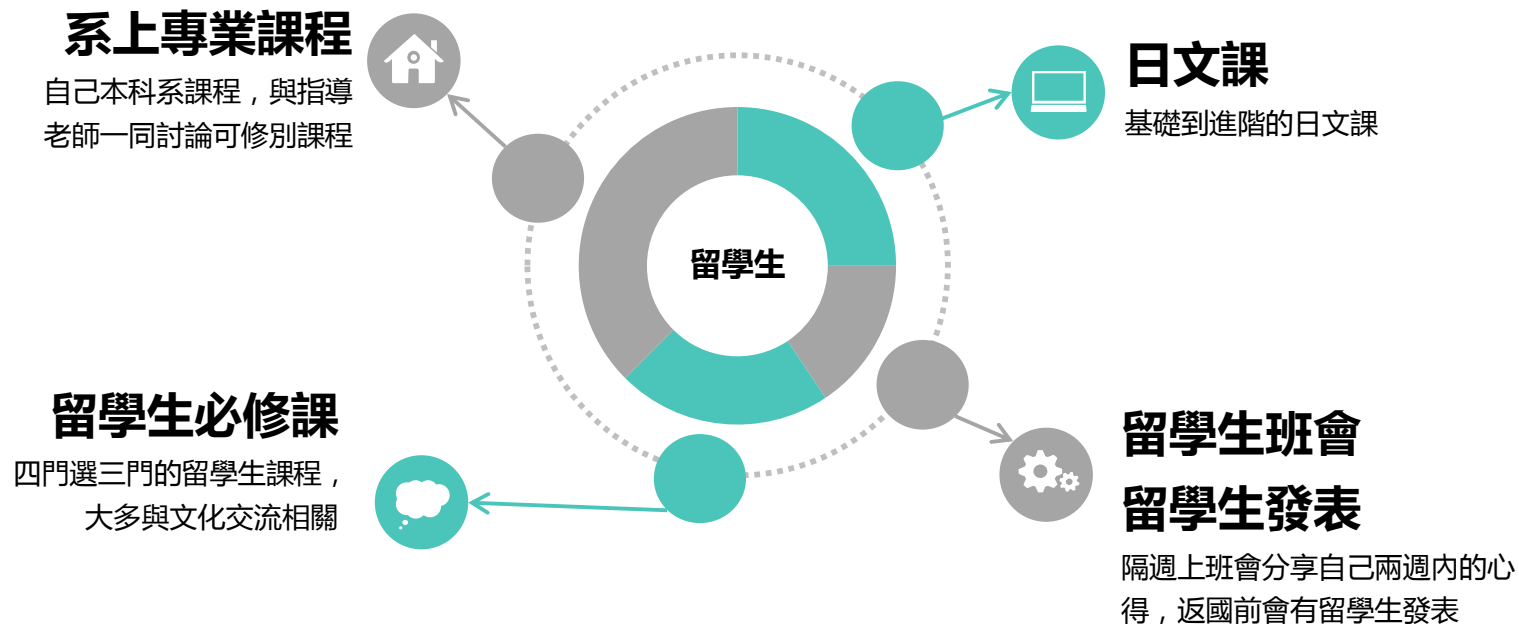 系上專業課程
自己本科系課程，與指導
老師一同討論可修別課程
日文課
基礎到進階的日文課
留學生
留學生必修課
四門選三門的留學生課程，
大多與文化交流相關
留學生班會
留學生發表
隔週上班會分享自己兩週內的心
得，返國前會有留學生發表